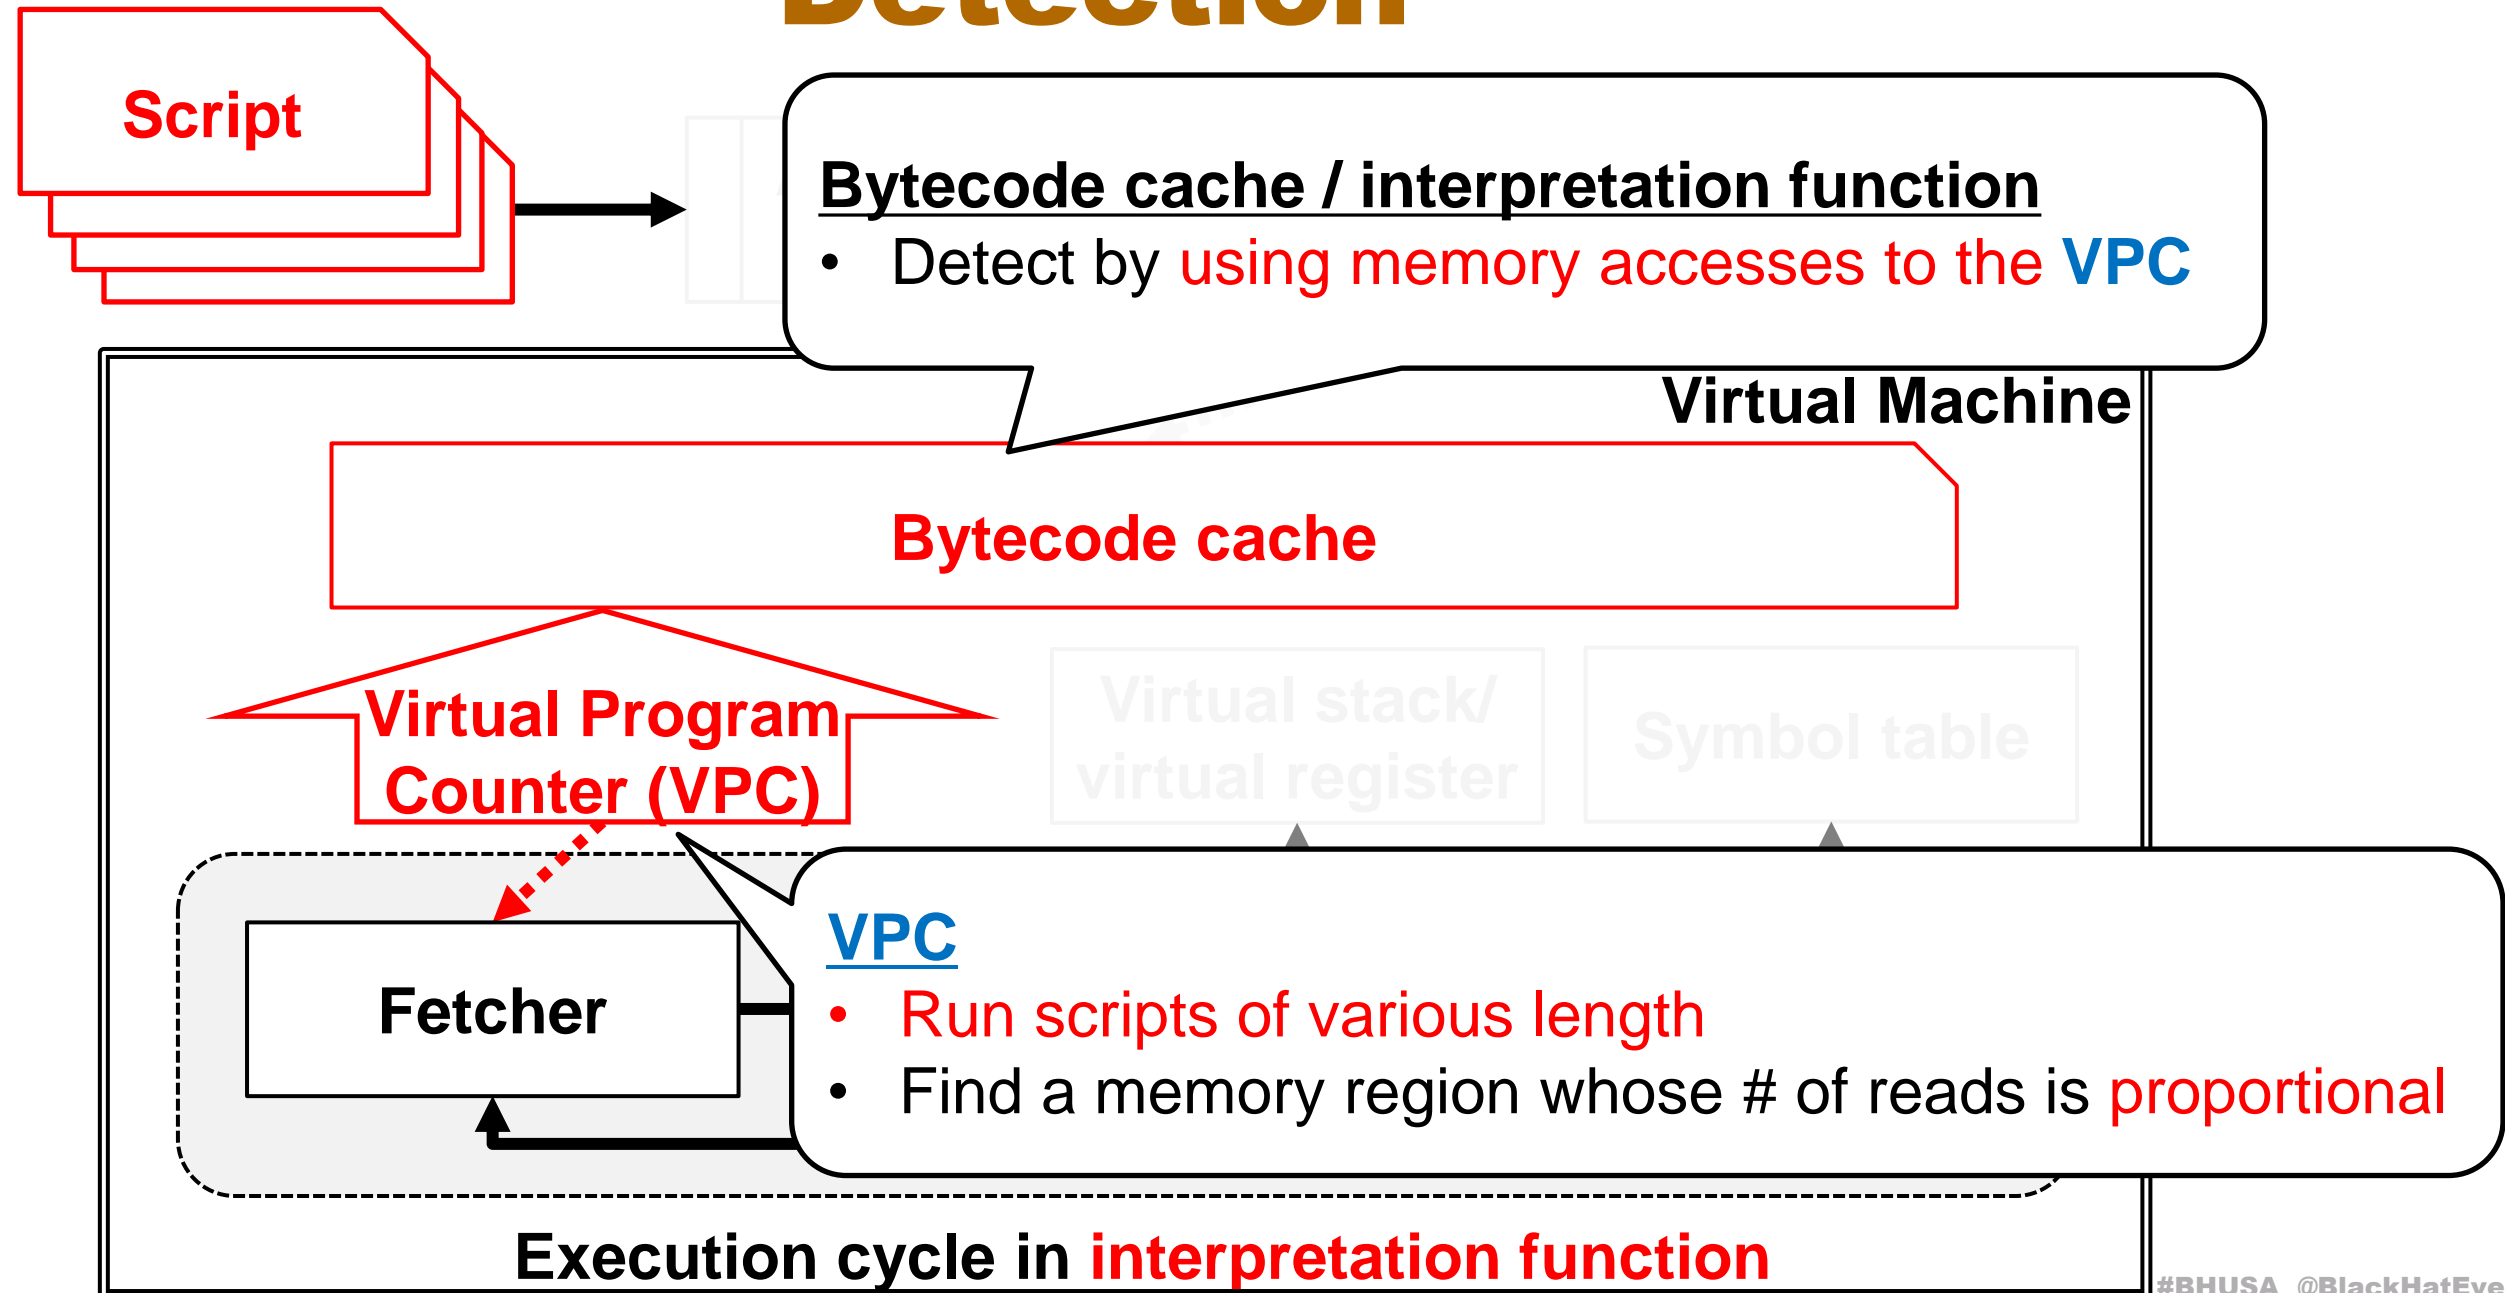 Detection
Script
Bytecode cache / interpretation function
• Detect by using memory accesses to the VPC
Virtual Machine
Bytecode cache
Virtual Program
Counter (VPC)
Virtual stack/
virtual register
Symbol table
Fetcher
VPC
• Run scripts of various length
• Find a memory region whose # of reads is proportional
Execution cycle in interpretation function
#BHUSA @BlackHatEve